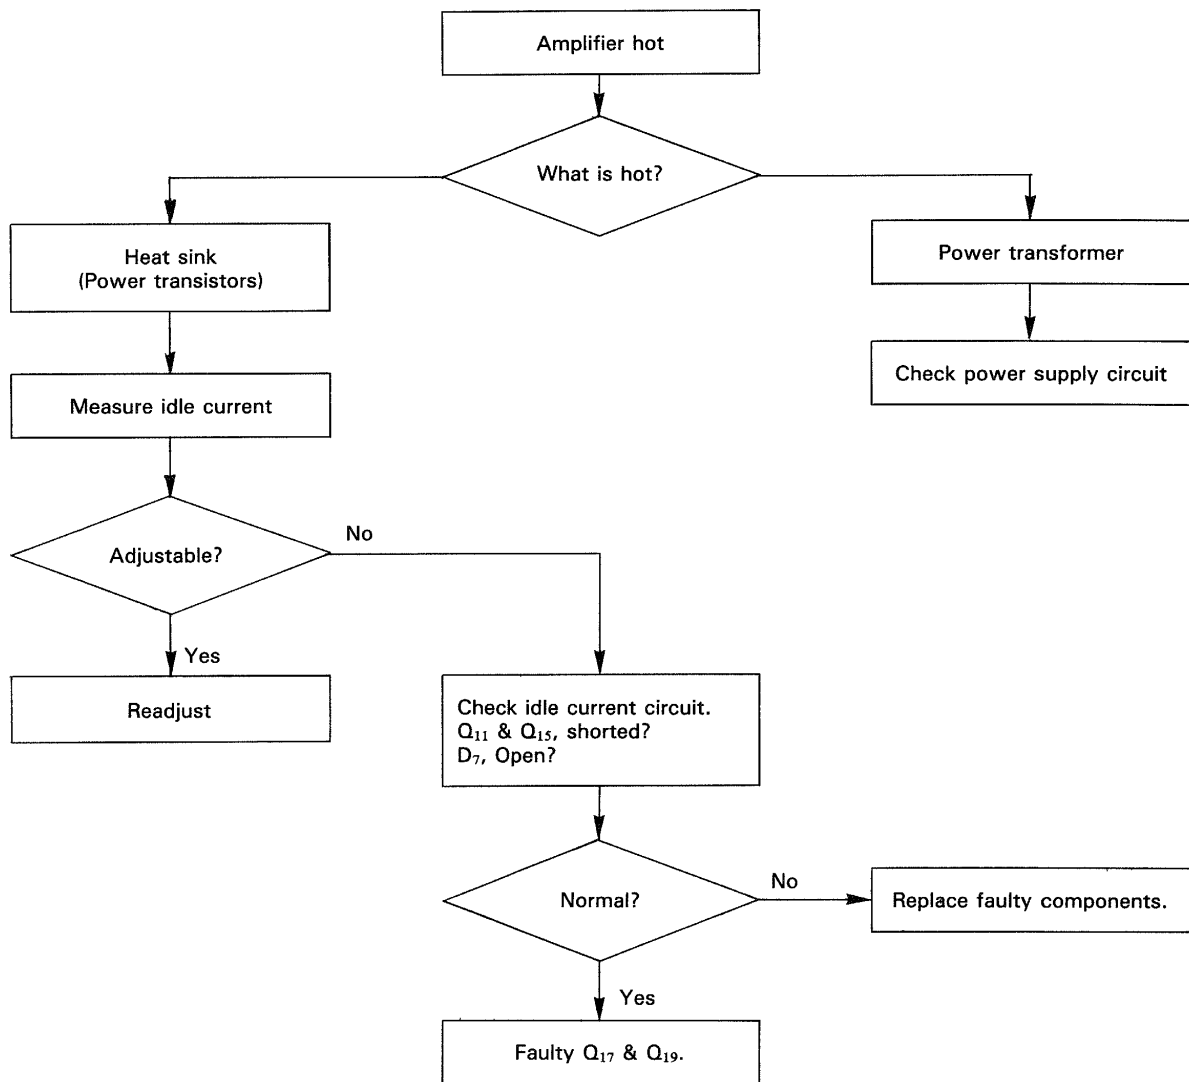 Amplifier hot
What is hot?
Heat sink
(Power transistors)
Power transformer
Measure idle current
Check power supply circuit
Adjustable?
No
Yes
Readjust
Check idle current circuit.
Q₁₁ & Q₁₅, shorted?
D₇, Open?
Normal?
No
Replace faulty components.
Yes
Faulty Q₁₇ & Q₁₉.